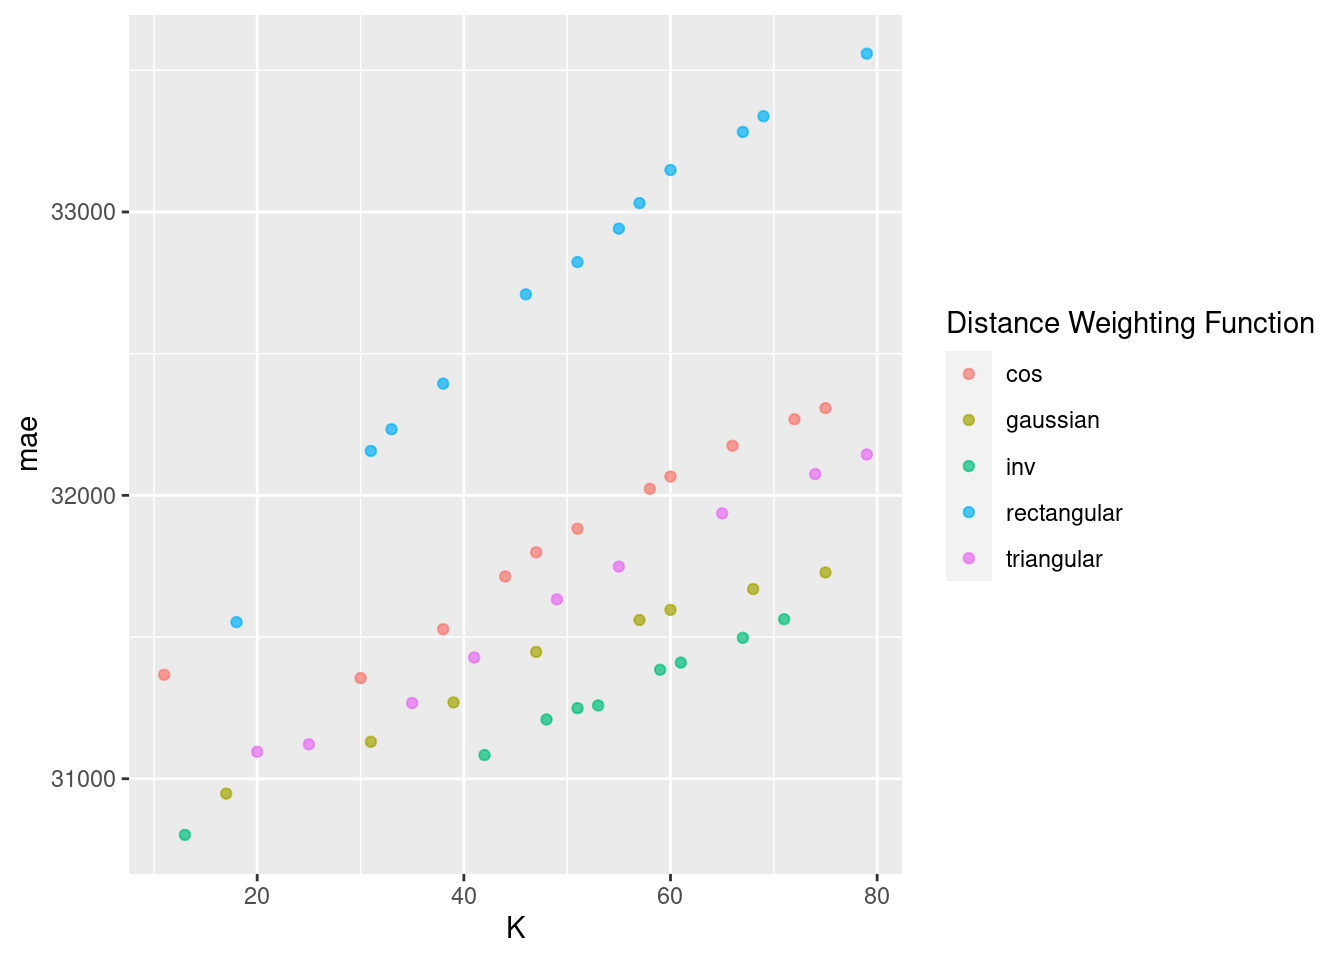 33000
32000
31000
mae
20 40 60 80
K
Distance Weighting Function
cos
gaussian
inv
rectangular
triangular